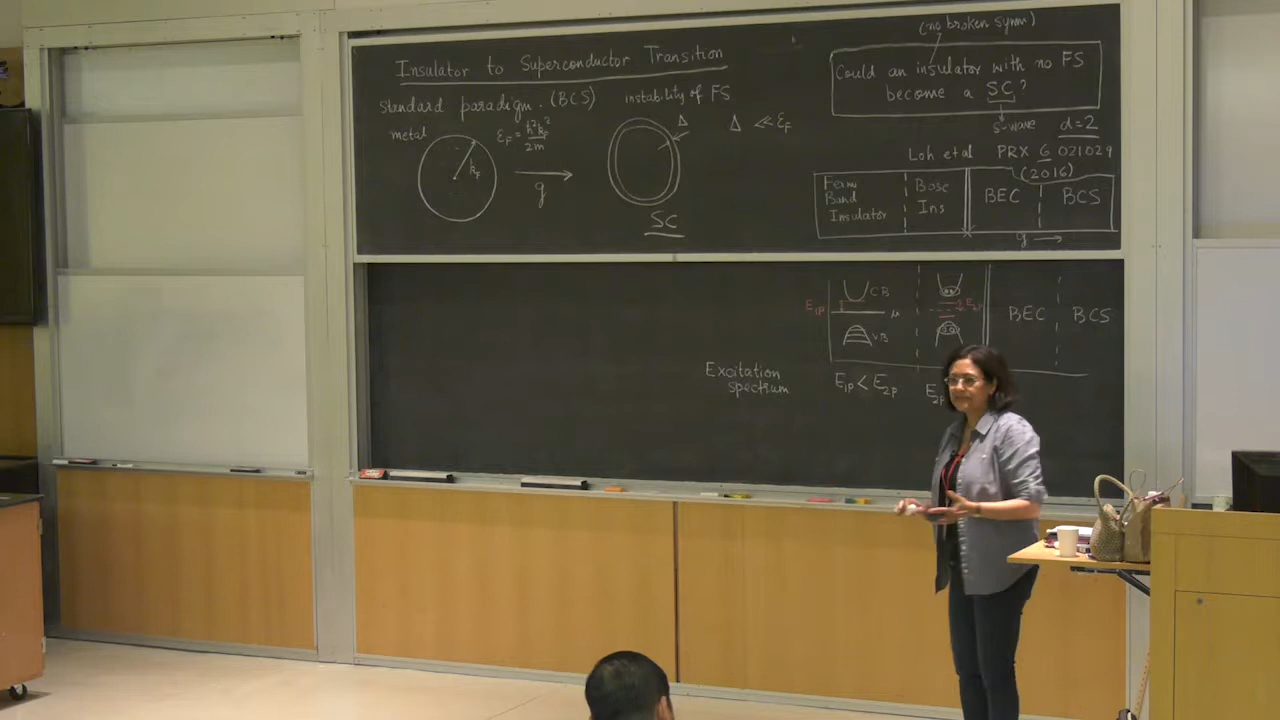 Insulator to Superconductor Transition
Standard paradigm. (BCS) instability of FS
metal
ε_F = ħ²k_F²/2m
k_F
g
Δ
Δ ≪ ε_F
SC
(no broken symm)
Could an insulator with no FS
become a SC?
s-wave d=2
Loh et al PRX 6 021029
(2016)
Fermi
Band
Insulator
Bose
Ins
BEC
BCS
g →
E_1P
CB
μ
VB
E_2P
BEC
BCS
Excitation
spectrum
E_1P < E_2P
E_2P